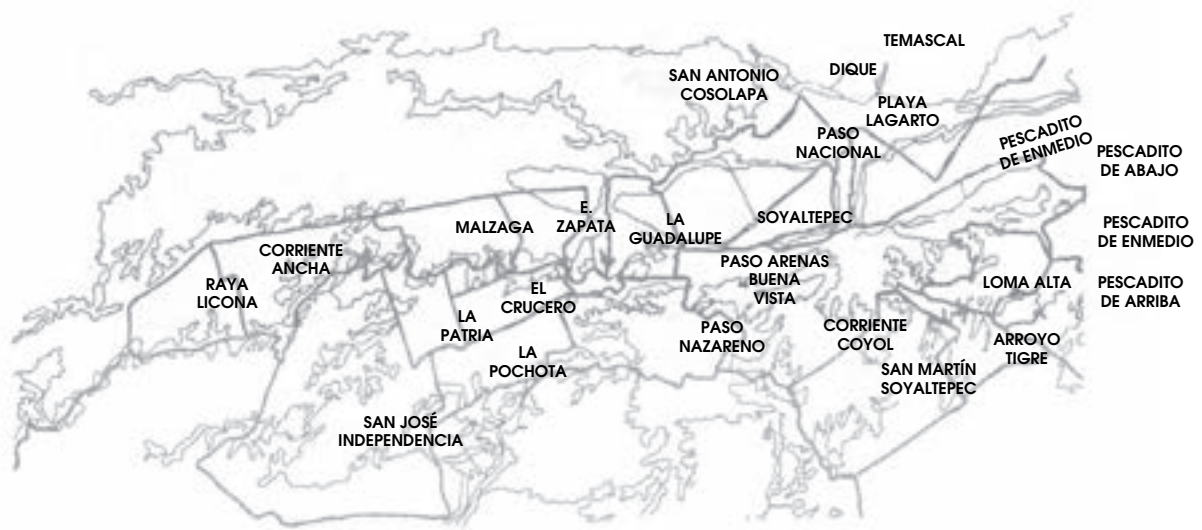 TEMASCAL
DIQUE
SAN ANTONIO
COSOLAPA
PLAYA
LAGARTO
PASO
NACIONAL
PESCADITO
DE ENMEDIO
PESCADITO
DE ABAJO
E.
ZAPATA
MALZAGA
LA
GUADALUPE
SOYALTEPEC
PESCADITO
DE ENMEDIO
CORRIENTE
ANCHA
RAYA
LICONA
PASO ARENAS
BUENA
VISTA
LOMA ALTA
PESCADITO
DE ARRIBA
EL
CRUCERO
LA
PATRIA
PASO
NAZARENO
CORRIENTE
COYOL
ARROYO
TIGRE
LA
POCHOTA
SAN MARTÍN
SOYALTEPEC
SAN JOSÉ
INDEPENDENCIA